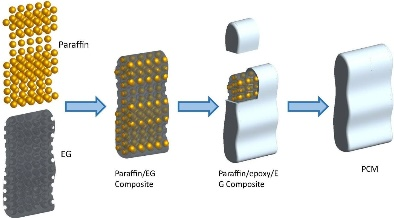 Paraffin
EG
Paraffin/EG
Composite
Paraffin/epoxy/E
G Composite
PCM